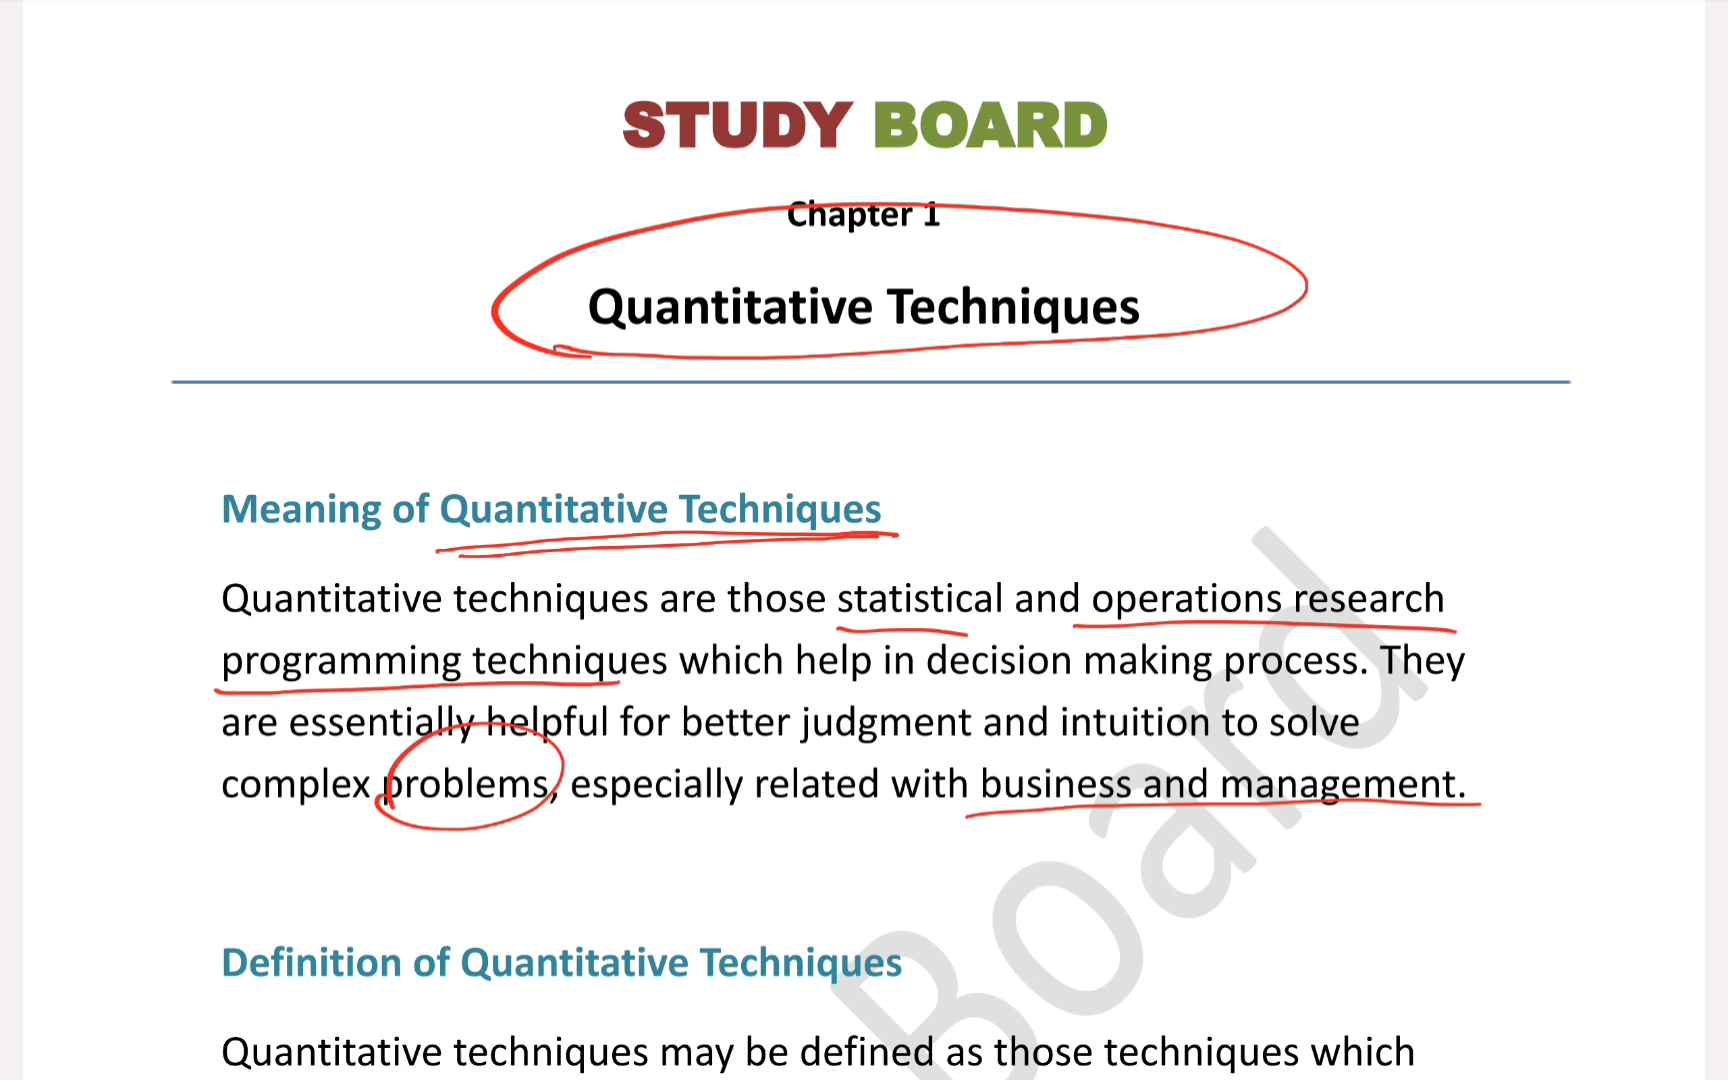 STUDY BOARD
Chapter 1
Quantitative Techniques
Meaning of Quantitative Techniques
Quantitative techniques are those statistical and operations research
programming techniques which help in decision making process. They
are essentially helpful for better judgment and intuition to solve
complex problems, especially related with business and management.
Definition of Quantitative Techniques
Quantitative techniques may be defined as those techniques which
Board